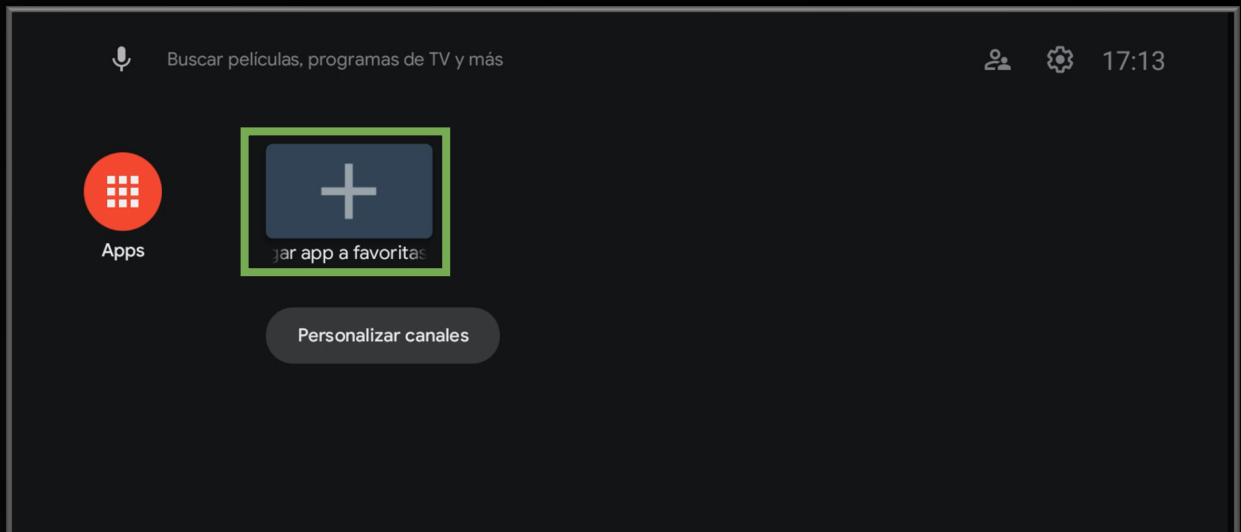 Buscar películas, programas de TV y más
17:13
Apps
gar app a favoritas
Personalizar canales